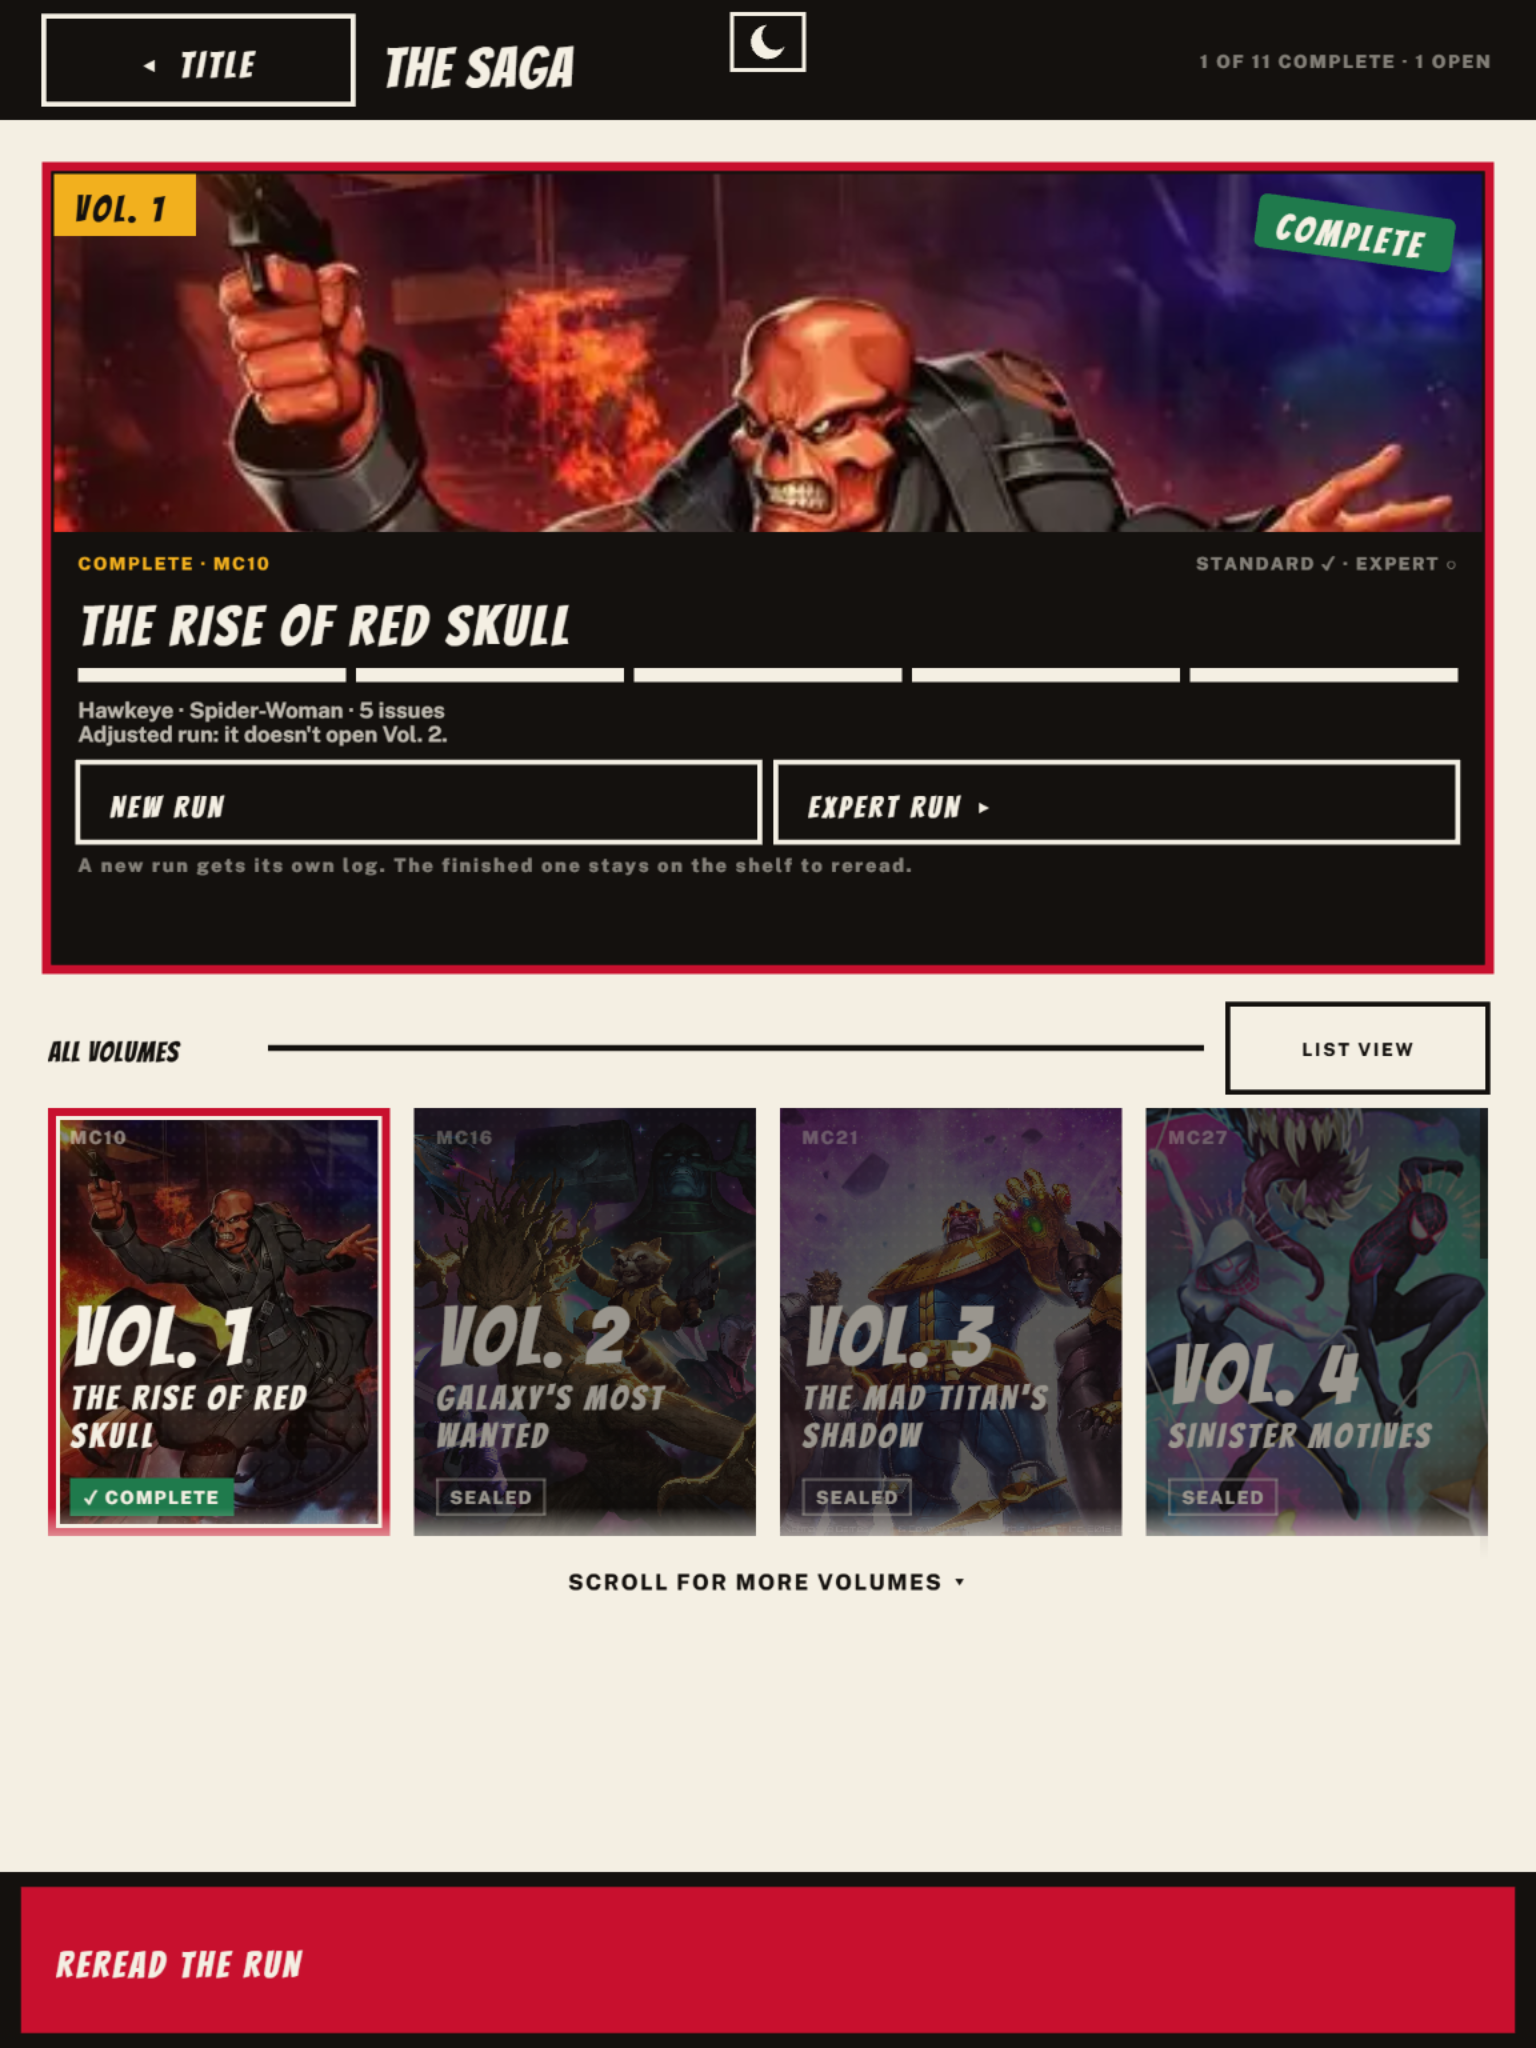 ◂ TITLE
THE SAGA
1 OF 11 COMPLETE · 1 OPEN
VOL. 1
COMPLETE
COMPLETE · MC10
STANDARD ✓ · EXPERT ○
THE RISE OF RED SKULL
Hawkeye · Spider-Woman · 5 issues
Adjusted run: it doesn't open Vol. 2.
NEW RUN
EXPERT RUN ▸
A new run gets its own log. The finished one stays on the shelf to reread.
ALL VOLUMES
LIST VIEW
MC10
VOL. 1
THE RISE OF RED
SKULL
✓ COMPLETE
MC16
VOL. 2
GALAXY'S MOST
WANTED
SEALED
MC21
VOL. 3
THE MAD TITAN'S
SHADOW
SEALED
MC27
VOL. 4
SINISTER MOTIVES
SEALED
SCROLL FOR MORE VOLUMES ▾
REREAD THE RUN